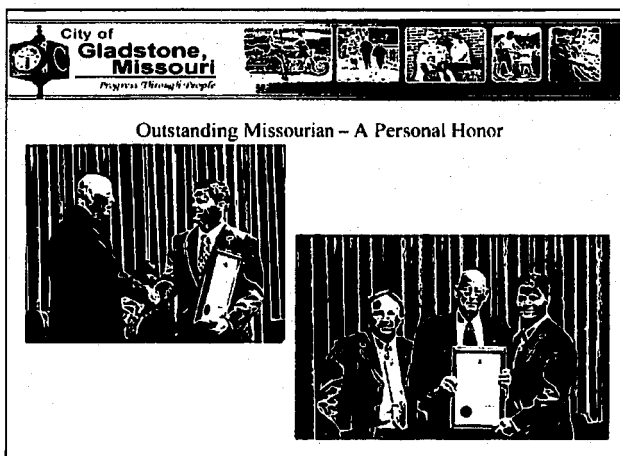 City of
Gladstone,
Missouri
Progress Through People
Outstanding Missourian – A Personal Honor